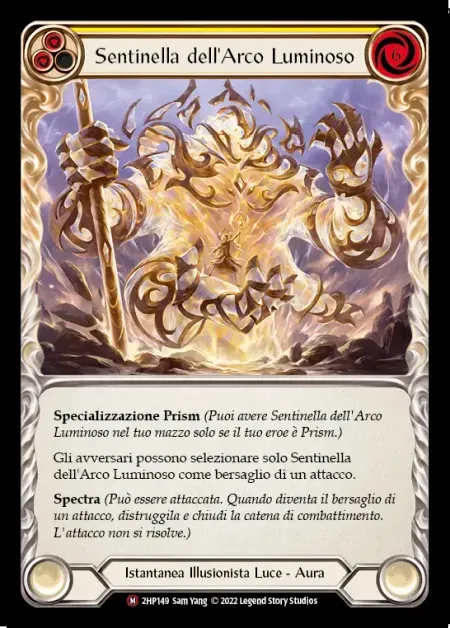 Sentinella dell'Arco Luminoso
6
Specializzazione Prism (Puoi avere Sentinella dell'Arco
Luminoso nel tuo mazzo solo se il tuo eroe è Prism.)
Gli avversari possono selezionare solo Sentinella
dell'Arco Luminoso come bersaglio di un attacco.
Spectra (Può essere attaccata. Quando diventa il bersaglio di
un attacco, distruggila e chiudi la catena di combattimento.
L'attacco non si risolve.)
Istantanea Illusionista Luce - Aura
M 2HP149 Sam Yang © 2022 Legend Story Studios